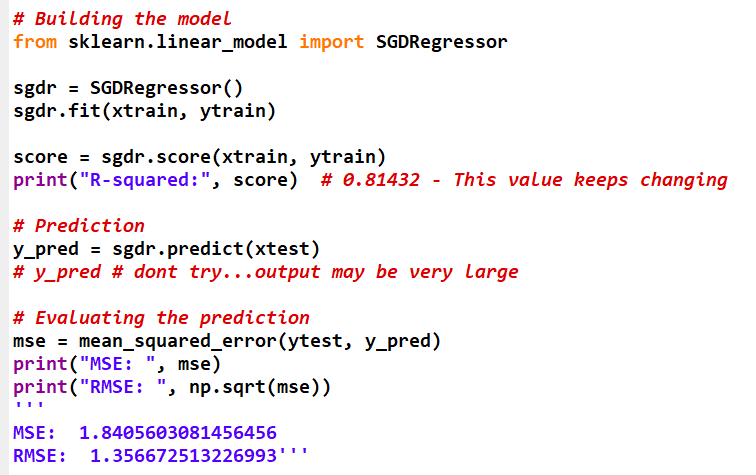 # Building the model
from sklearn.linear_model import SGDRegressor
sgdr = SGDRegressor()
sgdr.fit(xtrain, ytrain)
score = sgdr.score(xtrain, ytrain)
print("R-squared:", score)  # 0.81432 - This value keeps changing
# Prediction
y_pred = sgdr.predict(xtest)
# y_pred # dont try...output may be very large
# Evaluating the prediction
mse = mean_squared_error(ytest, y_pred)
print("MSE: ", mse)
print("RMSE: ", np.sqrt(mse))
'''
MSE:  1.8405603081456456
RMSE:  1.356672513226993'''